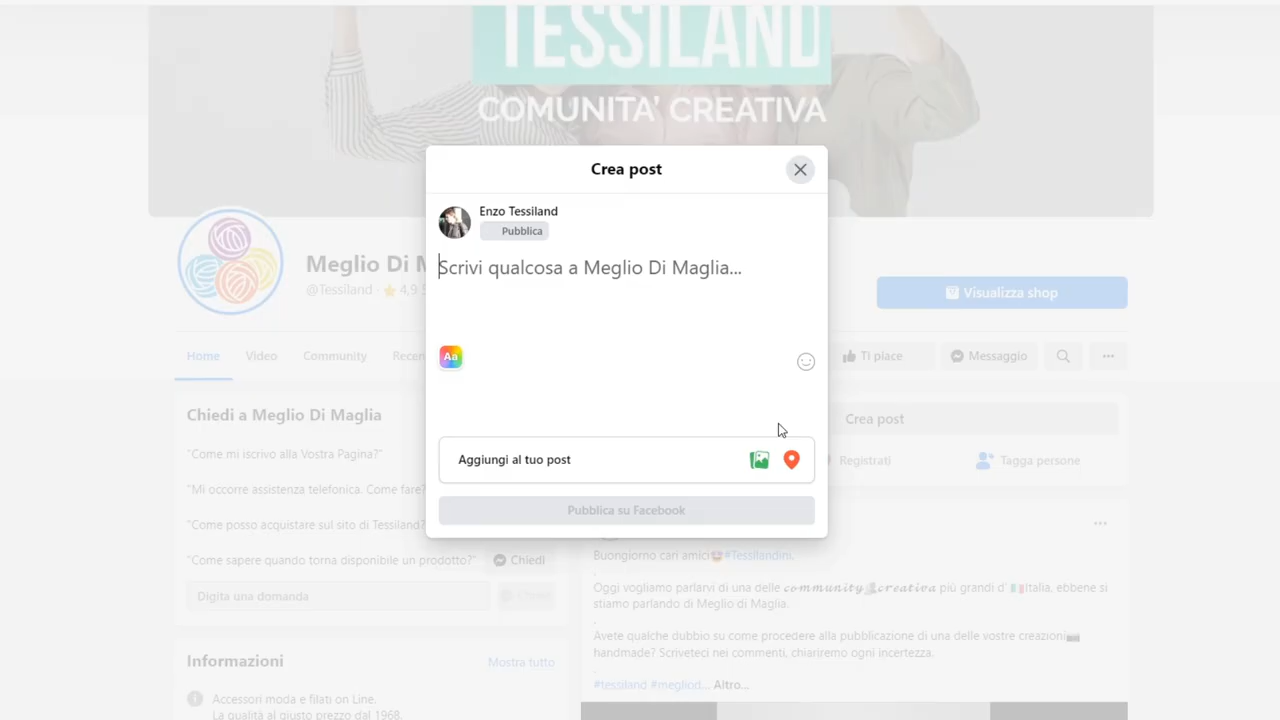 TESSILAND
COMUNITA' CREATIVA
Crea post
Enzo Tessiland
Pubblica
Scrivi qualcosa a Meglio Di Maglia...
Aa
Aggiungi al tuo post
Pubblica su Facebook
Meglio Di
@Tessiland · 4,9
Visualizza shop
Home
Video
Community
Ti piace
Messaggio
Chiedi a Meglio Di Maglia
"Come mi iscrivo alla Vostra Pagina?"
"Mi occorre assistenza telefonica. Come fare?
"Come posso acquistare sul sito di Tessiland?
"Come sapere quando torna disponibile un prodotto?"
Chiedi
Digita una domanda
Informazioni
Mostra tutto
Accessori moda e filati on Line.
La qualità al giusto prezzo dal 1968.
Crea post
Registrati
Tagga persone
Buongiorno cari amici😍#Tessilandini.
.
Oggi vogliamo parlarvi di una delle 𝓬𝓸𝓶𝓶𝓾𝓷𝓲𝓽𝔂 𝓬𝓻𝓮𝓪𝓽𝓲𝓿𝓪 più grandi d' 🇮🇹Italia, ebbene si
stiamo parlando di Meglio di Maglia.
.
Avete qualche dubbio su come procedere alla pubblicazione di una delle vostre creazioni📷
handmade? Scriveteci nei commenti, chiariremo ogni incertezza.
.
#tessiland #megliod... Altro...